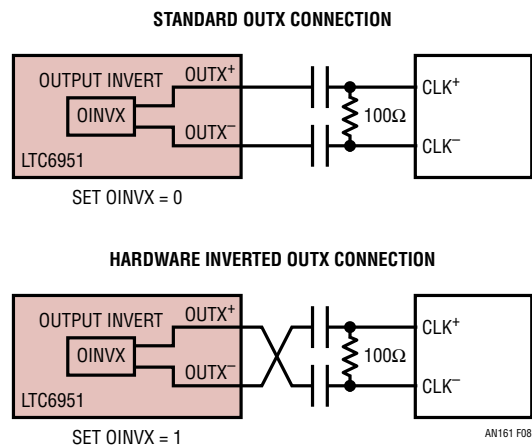 STANDARD OUTX CONNECTION
OUTPUT INVERT
OINVX
LTC6951
OUTX+
OUTX–
100Ω
CLK+
CLK–
SET OINVX = 0
HARDWARE INVERTED OUTX CONNECTION
OUTPUT INVERT
OINVX
LTC6951
OUTX+
OUTX–
100Ω
CLK+
CLK–
SET OINVX = 1
AN161 F08